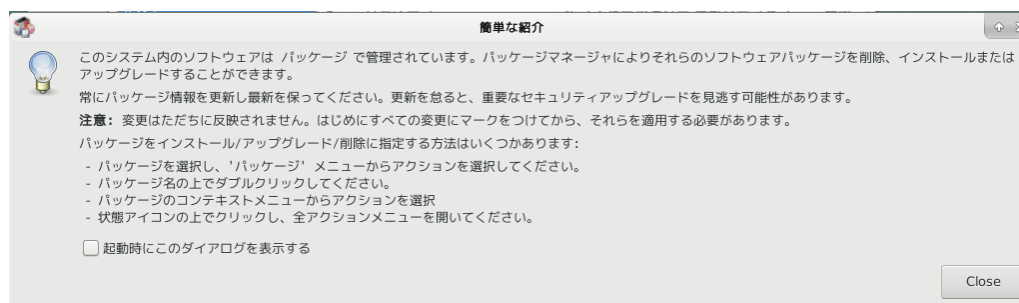 簡単な紹介
このシステム内のソフトウェアは パッケージ で管理されています。パッケージマネージャによりそれらのソフトウェアパッケージを削除、インストールまたは
アップグレードすることができます。
常にパッケージ情報を更新し最新を保ってください。更新を怠ると、重要なセキュリティアップグレードを見逃す可能性があります。
注意: 変更はただちに反映されません。はじめにすべての変更にマークをつけてから、それらを適用する必要があります。
パッケージをインストール/アップグレード/削除に指定する方法はいくつかあります:
- パッケージを選択し、'パッケージ' メニューからアクションを選択してください。
- パッケージ名の上でダブルクリックしてください。
- パッケージのコンテキストメニューからアクションを選択
- 状態アイコンの上でクリックし、全アクションメニューを開いてください。
起動時にこのダイアログを表示する
Close